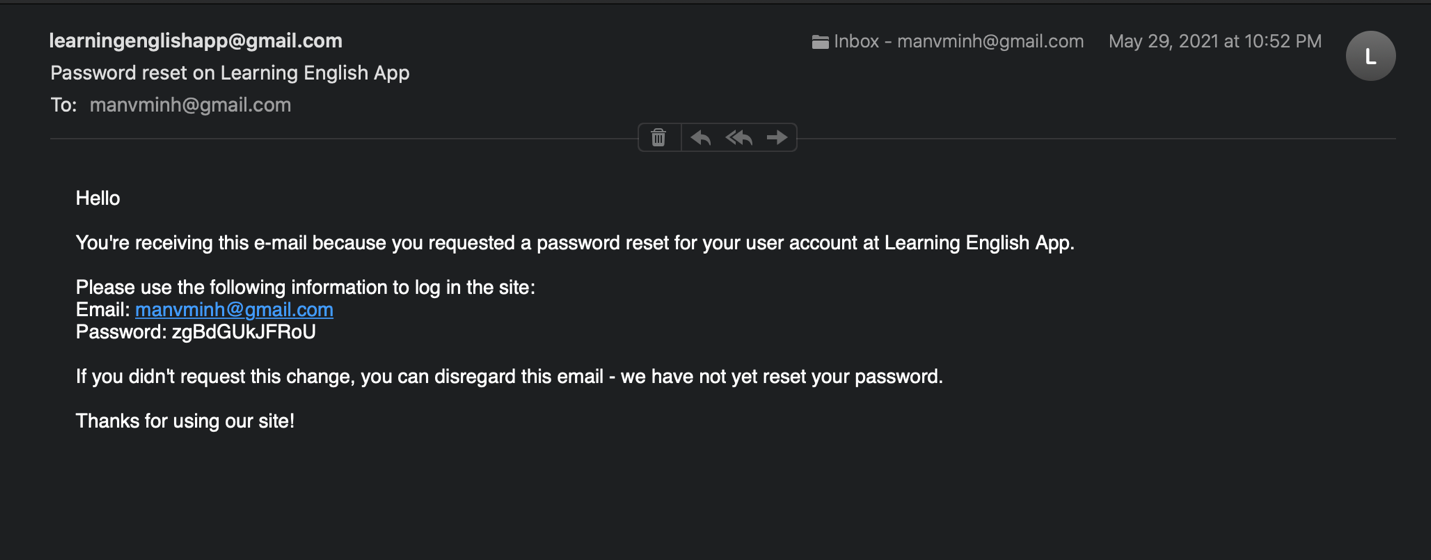 learningenglishapp@gmail.com
Inbox - manvminh@gmail.com May 29, 2021 at 10:52 PM
L
Password reset on Learning English App
To: manvminh@gmail.com
Hello
You're receiving this e-mail because you requested a password reset for your user account at Learning English App.
Please use the following information to log in the site:
Email: manvminh@gmail.com
Password: zgBdGUkJFRoU
If you didn't request this change, you can disregard this email - we have not yet reset your password.
Thanks for using our site!